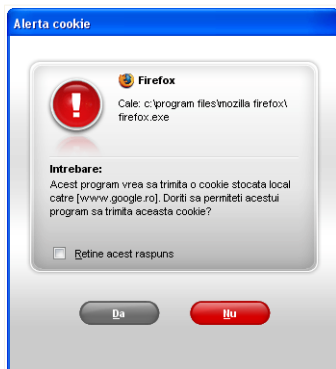 Alerta cookie
Firefox
Cale: c:\program files\mozilla firefox\
firefox.exe
Intrebare:
Acest program vrea sa trimita o cookie stocata local
catre [www.google.ro]. Doriti sa permiteti acestui
program sa trimita aceasta cookie?
Retine acest raspuns
Da
Nu